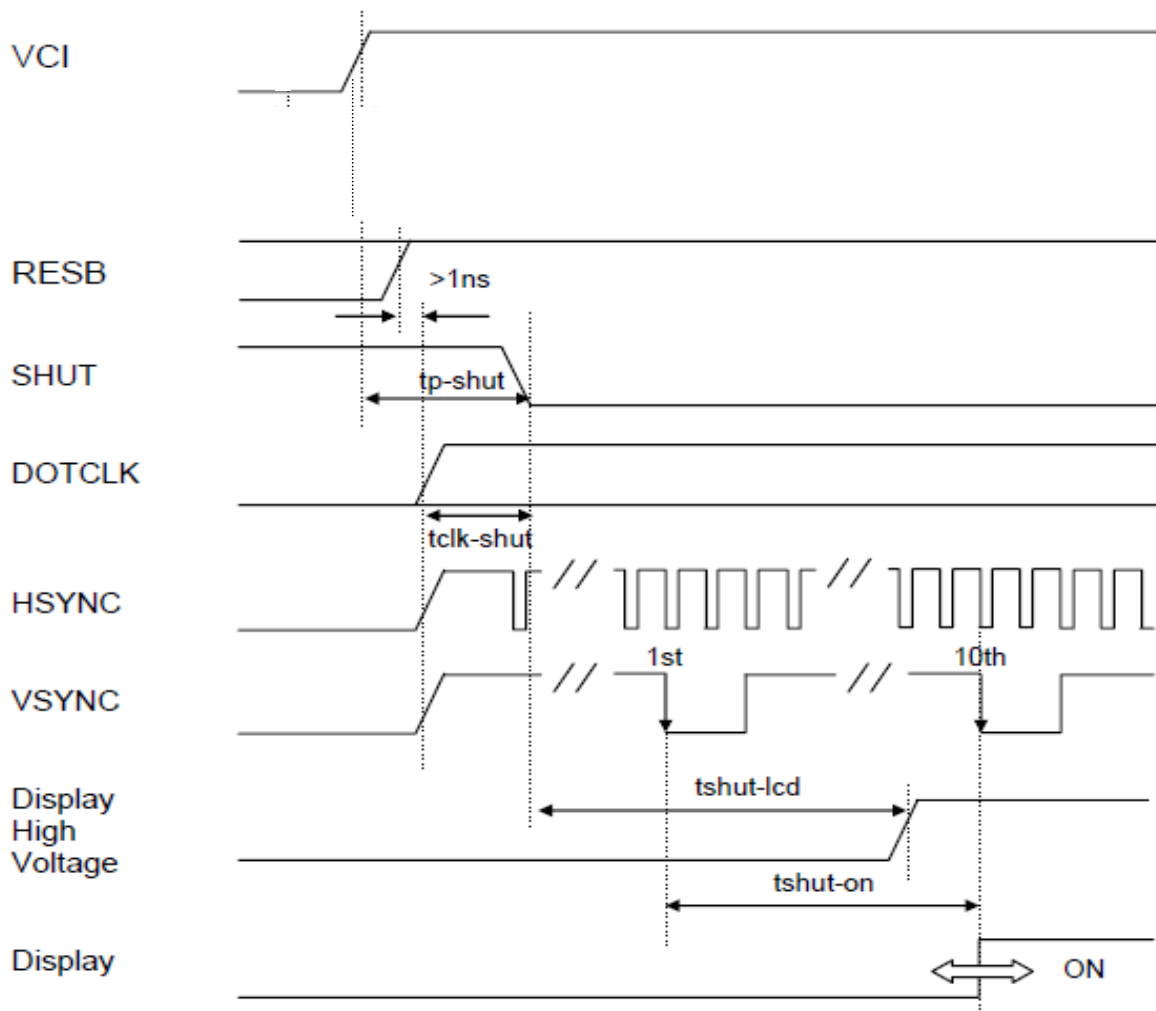 VCI
RESB
>1ns
SHUT
tp-shut
DOTCLK
tclk-shut
HSYNC
1st
10th
VSYNC
Display
High
Voltage
tshut-lcd
tshut-on
Display
ON